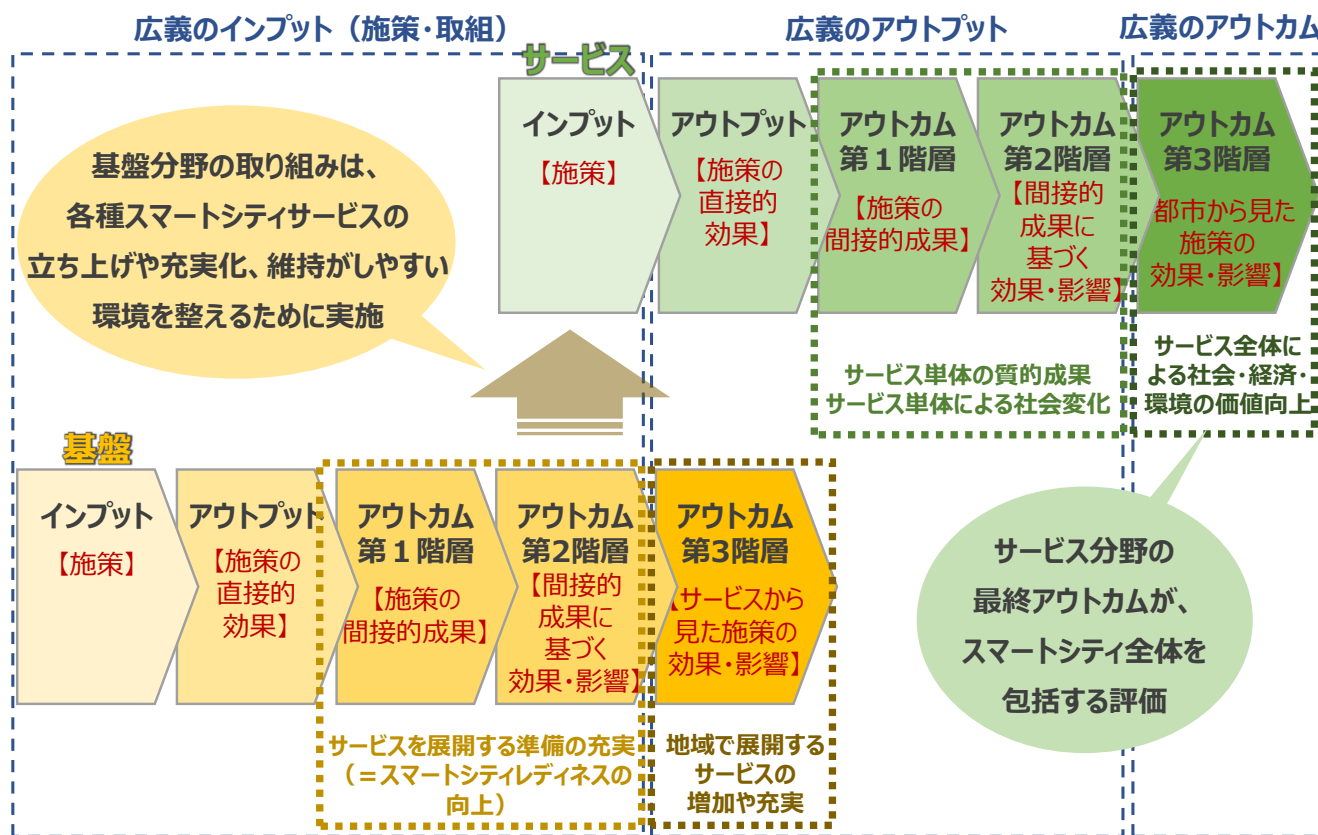 広義のインプット（施策・取組）
広義のアウトプット
広義のアウトカム
サービス
インプット
【施策】
アウトプット
【施策の
直接的
効果】
アウトカム
第１階層
【施策の
間接的成果】
アウトカム
第2階層
【間接的
成果に
基づく
効果・影響】
アウトカム
第3階層
都市から見た
施策の
効果・影響】
基盤分野の取り組みは、
各種スマートシティサービスの
立ち上げや充実化、維持がしやすい
環境を整えるために実施
サービス単体の質的成果
サービス単体による社会変化
サービス全体に
よる社会・経済・
環境の価値向上
基盤
インプット
【施策】
アウトプット
【施策の
直接的
効果】
アウトカム
第１階層
【施策の
間接的成果】
アウトカム
第2階層
【間接的
成果に
基づく
効果・影響】
アウトカム
第3階層
【サービスから
見た施策の
効果・影響】
サービスを展開する準備の充実
（＝スマートシティレディネスの
向上）
地域で展開する
サービスの
増加や充実
サービス分野の
最終アウトカムが、
スマートシティ全体を
包括する評価